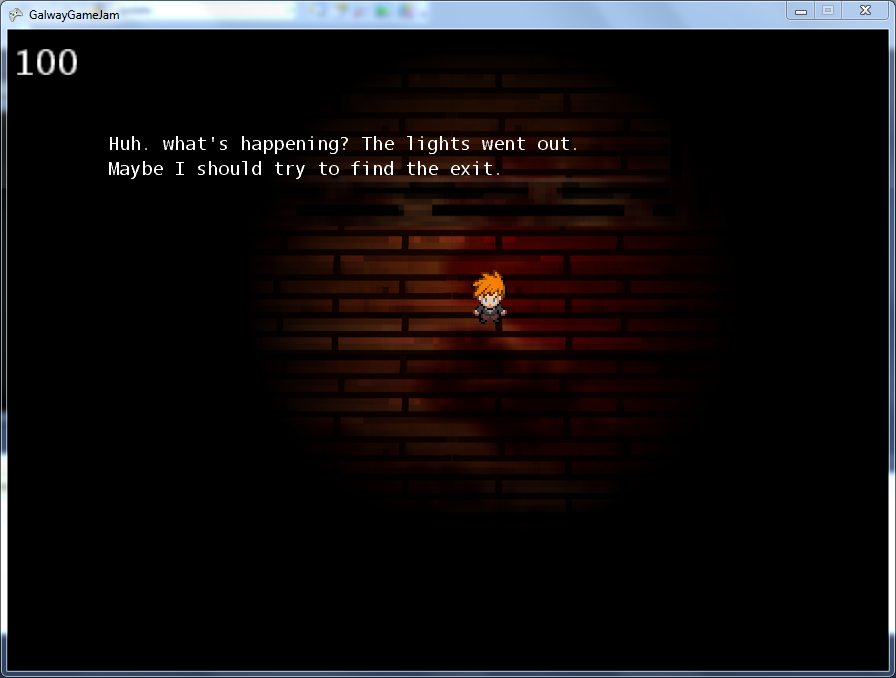 GalwayGameJam
100
Huh. what's happening? The lights went out.
Maybe I should try to find the exit.